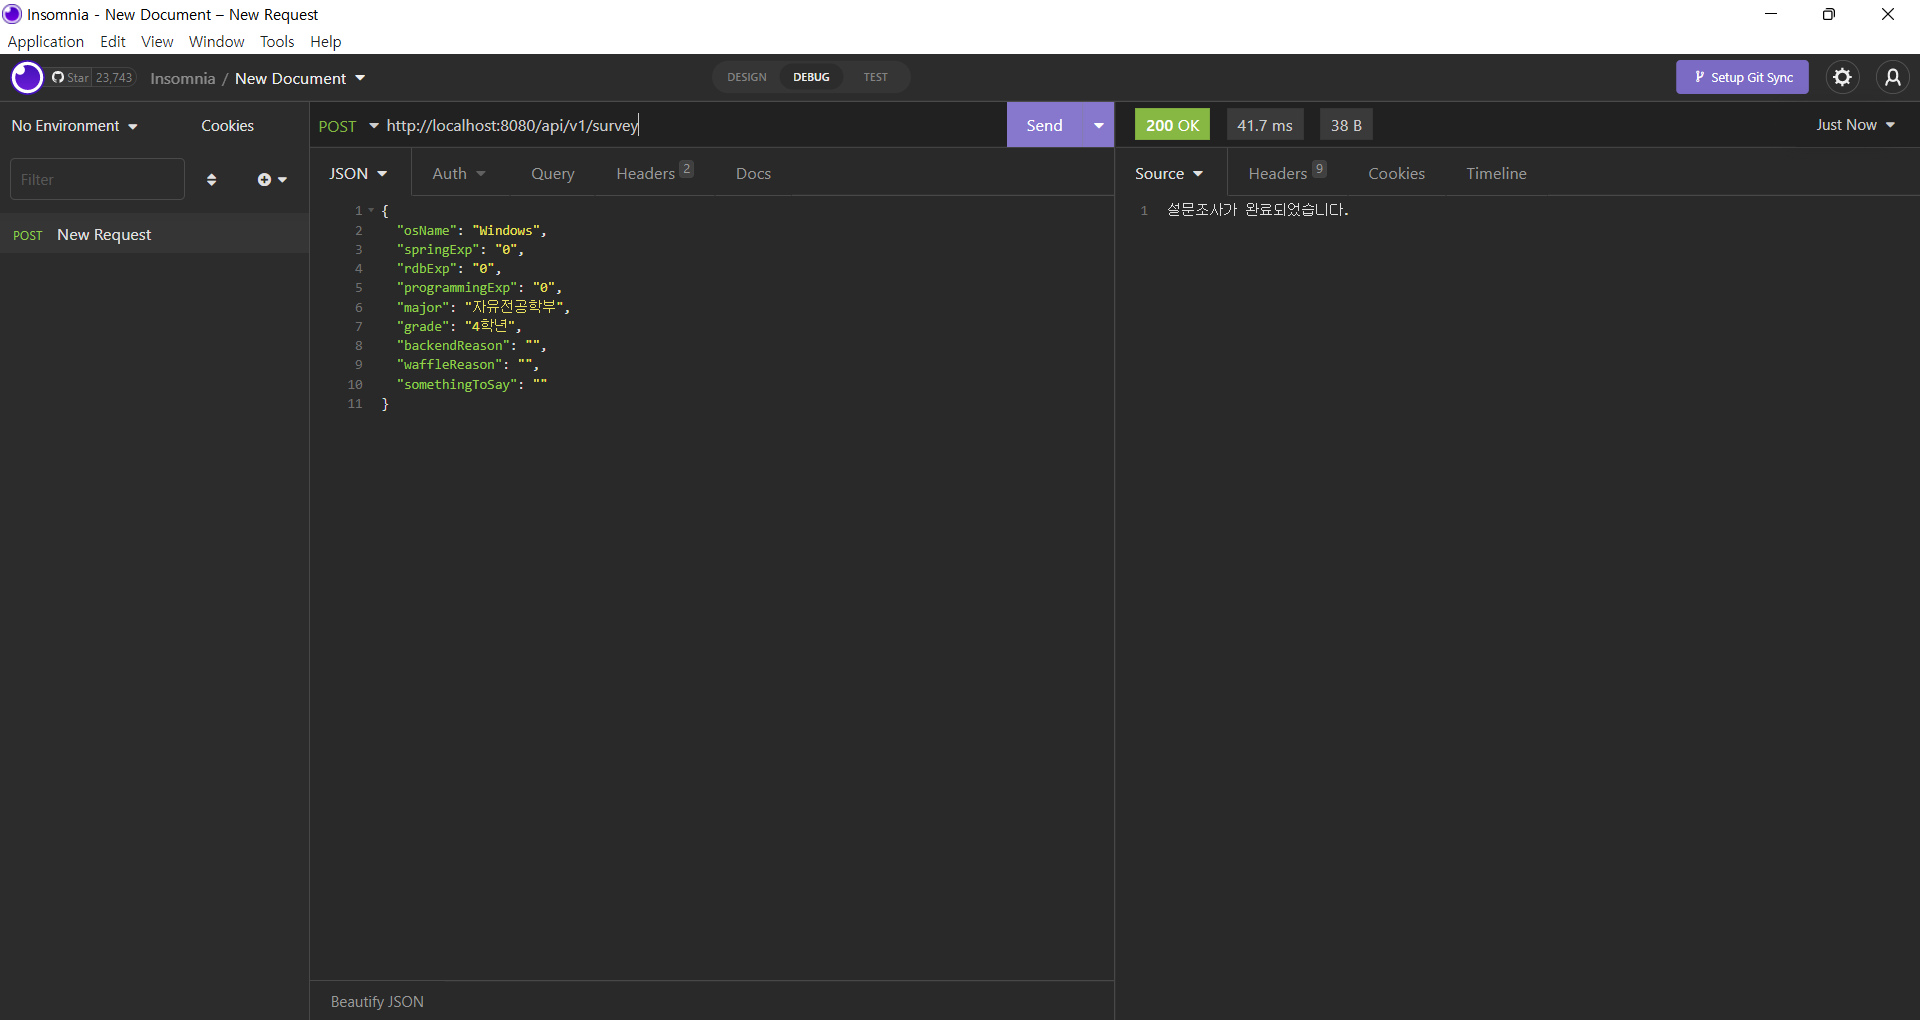 Insomnia - New Document – New Request
Application Edit View Window Tools Help
Star 23,743 Insomnia / New Document DESIGN DEBUG TEST Setup Git Sync
No Environment Cookies POST http://localhost:8080/api/v1/survey Send 200 OK 41.7 ms 38 B Just Now
Filter JSON Auth Query Headers 2 Docs Source Headers 9 Cookies Timeline
POST New Request
1 {
2 "osName": "Windows",
3 "springExp": "0",
4 "rdbExp": "0",
5 "programmingExp": "0",
6 "major": "자유전공학부",
7 "grade": "4학년",
8 "backendReason": "",
9 "waffleReason": "",
10 "somethingToSay": ""
11 }
1 설문조사가 완료되었습니다.
Beautify JSON